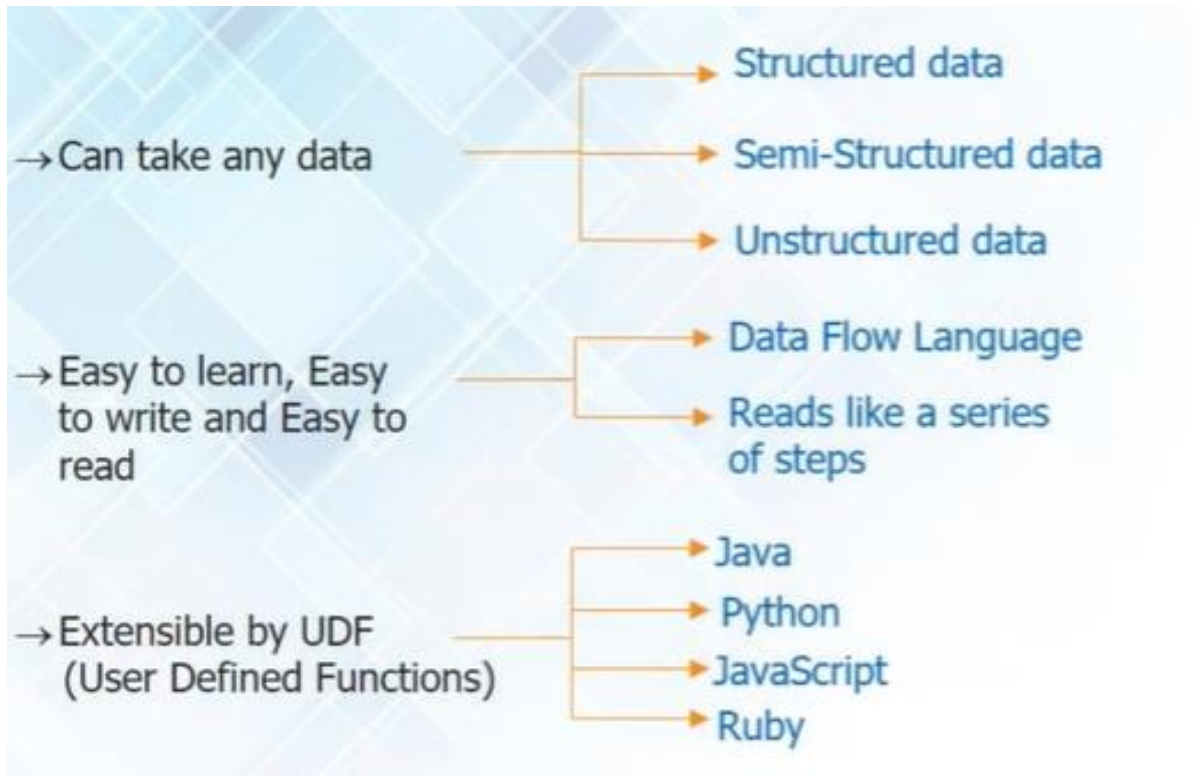 →Can take any data
Structured data
Semi-Structured data
Unstructured data
→Easy to learn, Easy
to write and Easy to
read
Data Flow Language
Reads like a series
of steps
→Extensible by UDF
(User Defined Functions)
Java
Python
JavaScript
Ruby